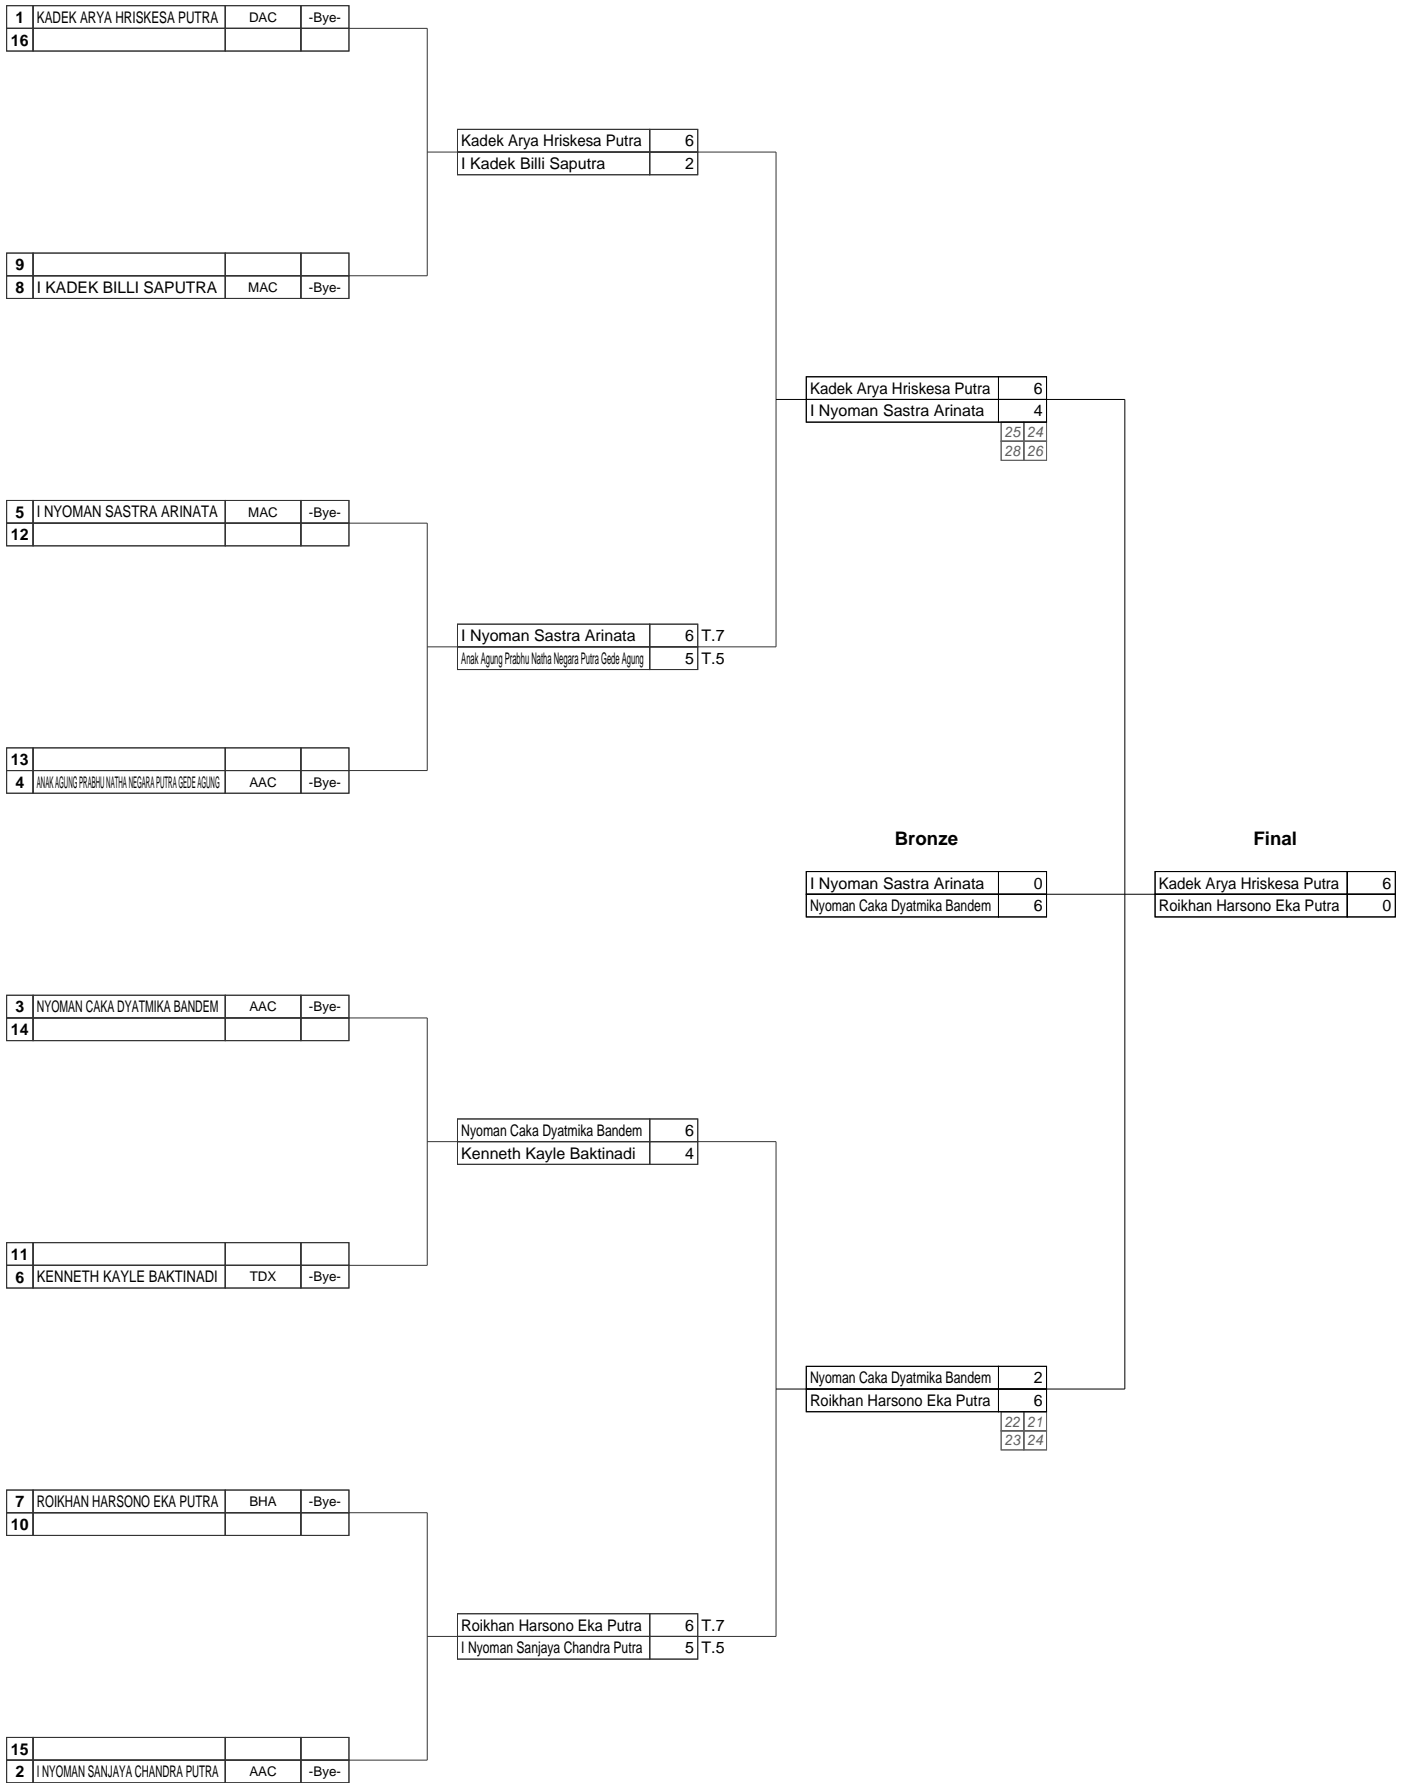 1 KADEK ARYA HRISKESA PUTRA DAC -Bye-
16
Kadek Arya Hriskesa Putra 6
I Kadek Billi Saputra 2
9
8 I KADEK BILLI SAPUTRA MAC -Bye-
Kadek Arya Hriskesa Putra 6
I Nyoman Sastra Arinata 4
25 24
28 26
5 I NYOMAN SASTRA ARINATA MAC -Bye-
12
I Nyoman Sastra Arinata 6 T.7
Anak Agung Prabhu Natha Negara Putra Gede Agung 5 T.5
13
4 ANAK AGUNG PRABHU NATHA NEGARA PUTRA GEDE AGUNG AAC -Bye-
Bronze Final
I Nyoman Sastra Arinata 0 Kadek Arya Hriskesa Putra 6
Nyoman Caka Dyatmika Bandem 6 Roikhan Harsono Eka Putra 0
3 NYOMAN CAKA DYATMIKA BANDEM AAC -Bye-
14
Nyoman Caka Dyatmika Bandem 6
Kenneth Kayle Baktinadi 4
11
6 KENNETH KAYLE BAKTINADI TDX -Bye-
Nyoman Caka Dyatmika Bandem 2
Roikhan Harsono Eka Putra 6
22 21
23 24
7 ROIKHAN HARSONO EKA PUTRA BHA -Bye-
10
Roikhan Harsono Eka Putra 6 T.7
I Nyoman Sanjaya Chandra Putra 5 T.5
15
2 I NYOMAN SANJAYA CHANDRA PUTRA AAC -Bye-